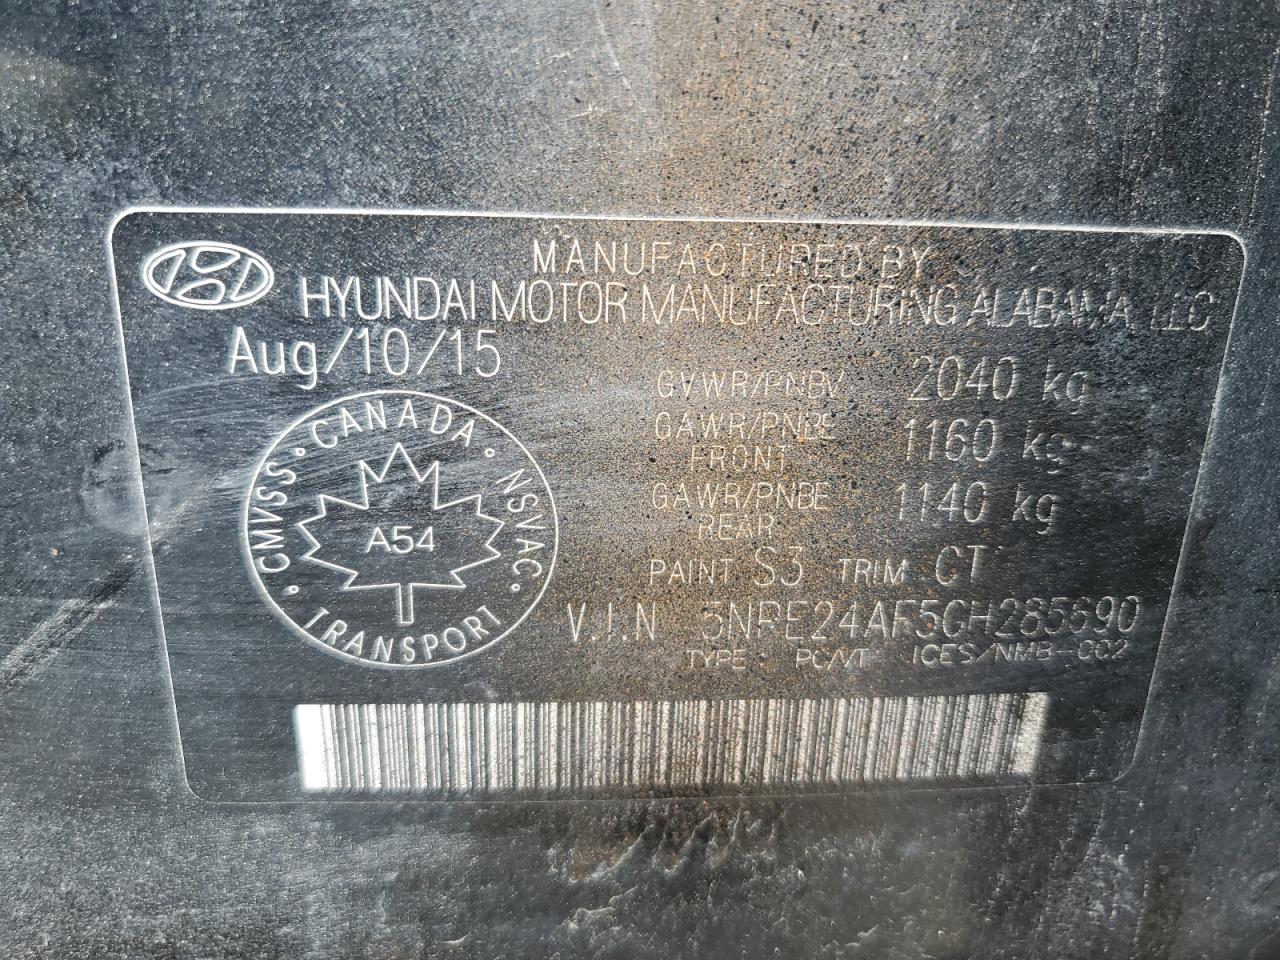 MANUFACTURED BY
HYUNDAI MOTOR MANUFACTURING ALABAMA, LLC
Aug/10/15
GVWR/PNBV 2040 kg
GAWR/PNBE FRONT 1160 kg
GAWR/PNBE REAR 1140 kg
CANADA
CMVSS · NSVAC
A54
TRANSPORT
PAINT S3 TRIM CT
V.I.N 5NPE24AF5GH285690
TYPE PC/VT ICES/NMB-002